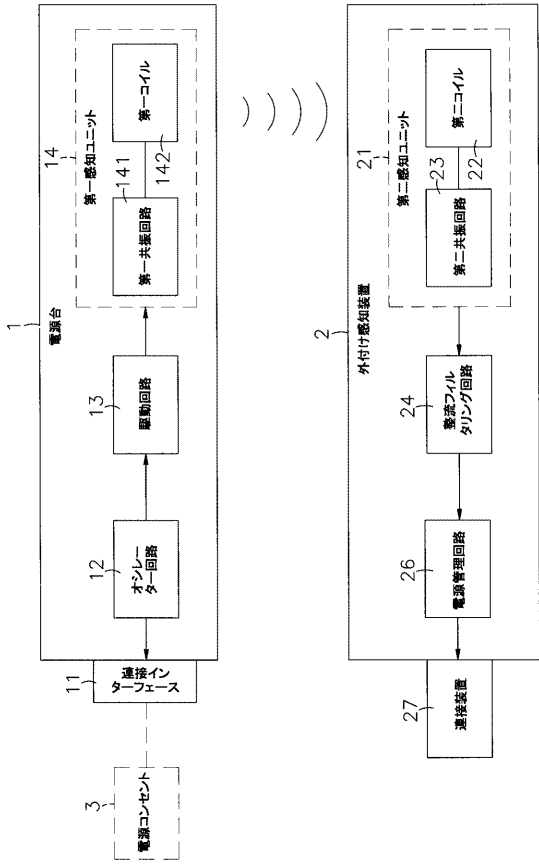 1
電源台
14
第一感知ユニット
第一コイル
142
141
第一共振回路
13
駆動回路
12
オシレー
ター回路
11
連接イン
ターフェース
3
電源コンセント
2
外付け感知装置
21
第二感知ユニット
第二コイル
22
23
第二共振回路
24
整流フィル
タリング回路
26
電源管理回路
27
連接装置